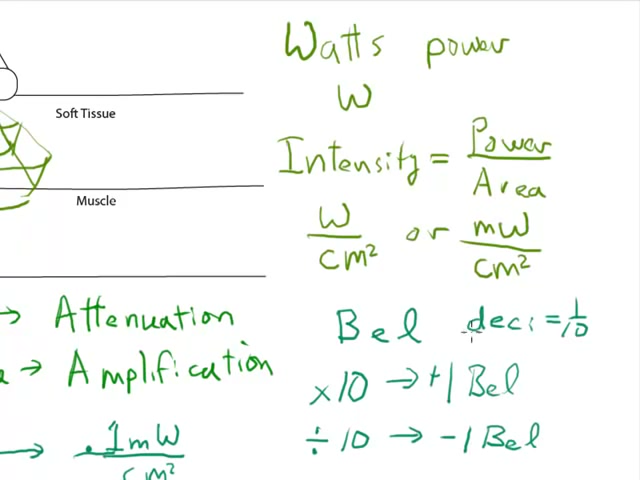 Watts power
W
Soft Tissue
Intensity = Power / Area
Muscle
W / cm² or mW / cm²
→ Attenuation
Bel deci = 1/10
→ Amplification
×10 → +1 Bel
→ .1mW / cm²
÷10 → -1 Bel